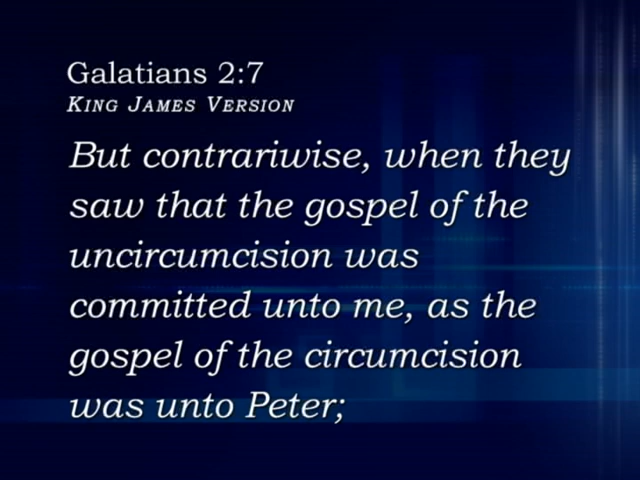 Galatians 2:7
King James Version
But contrariwise, when they
saw that the gospel of the
uncircumcision was
committed unto me, as the
gospel of the circumcision
was unto Peter;